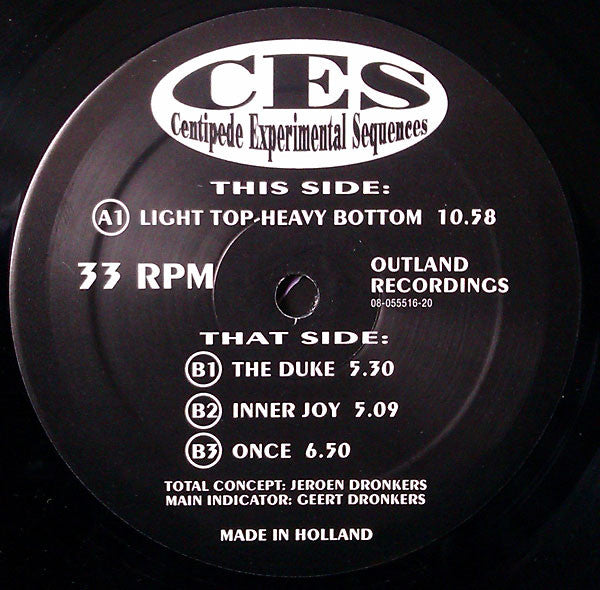 CES
Centipede Experimental Sequences
THIS SIDE:
A1 LIGHT TOP-HEAVY BOTTOM 10.58
33 RPM
OUTLAND
RECORDINGS
08-055516-20
THAT SIDE:
B1 THE DUKE 5.30
B2 INNER JOY 5.09
B3 ONCE 6.50
TOTAL CONCEPT: JEROEN DRONKERS
MAIN INDICATOR: GEERT DRONKERS
MADE IN HOLLAND